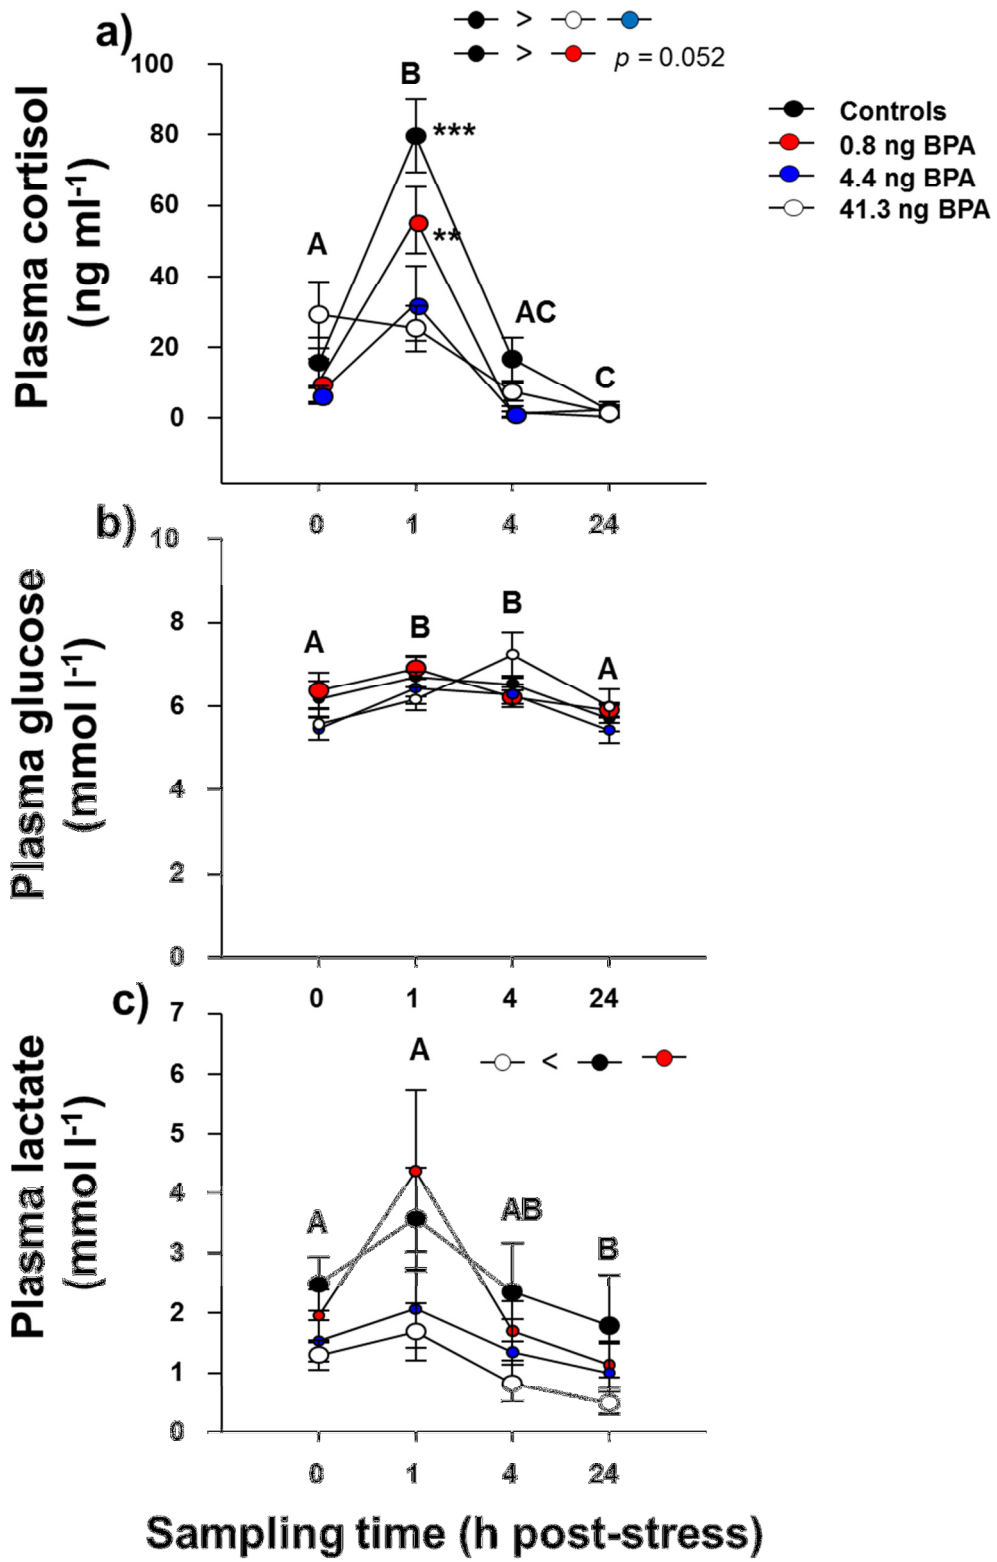 a)
>
> p = 0.052
Plasma cortisol
(ng ml-1)
100
80
60
40
20
0
A
B
***
**
AC
C
Controls
0.8 ng BPA
4.4 ng BPA
41.3 ng BPA
0 1 4 24
b)
Plasma glucose
(mmol l-1)
10
8
6
4
2
0
A
B
B
A
0 1 4 24
c)
Plasma lactate
(mmol l-1)
7
6
5
4
3
2
1
0
A
A
AB
B
<
0 1 4 24
Sampling time (h post-stress)